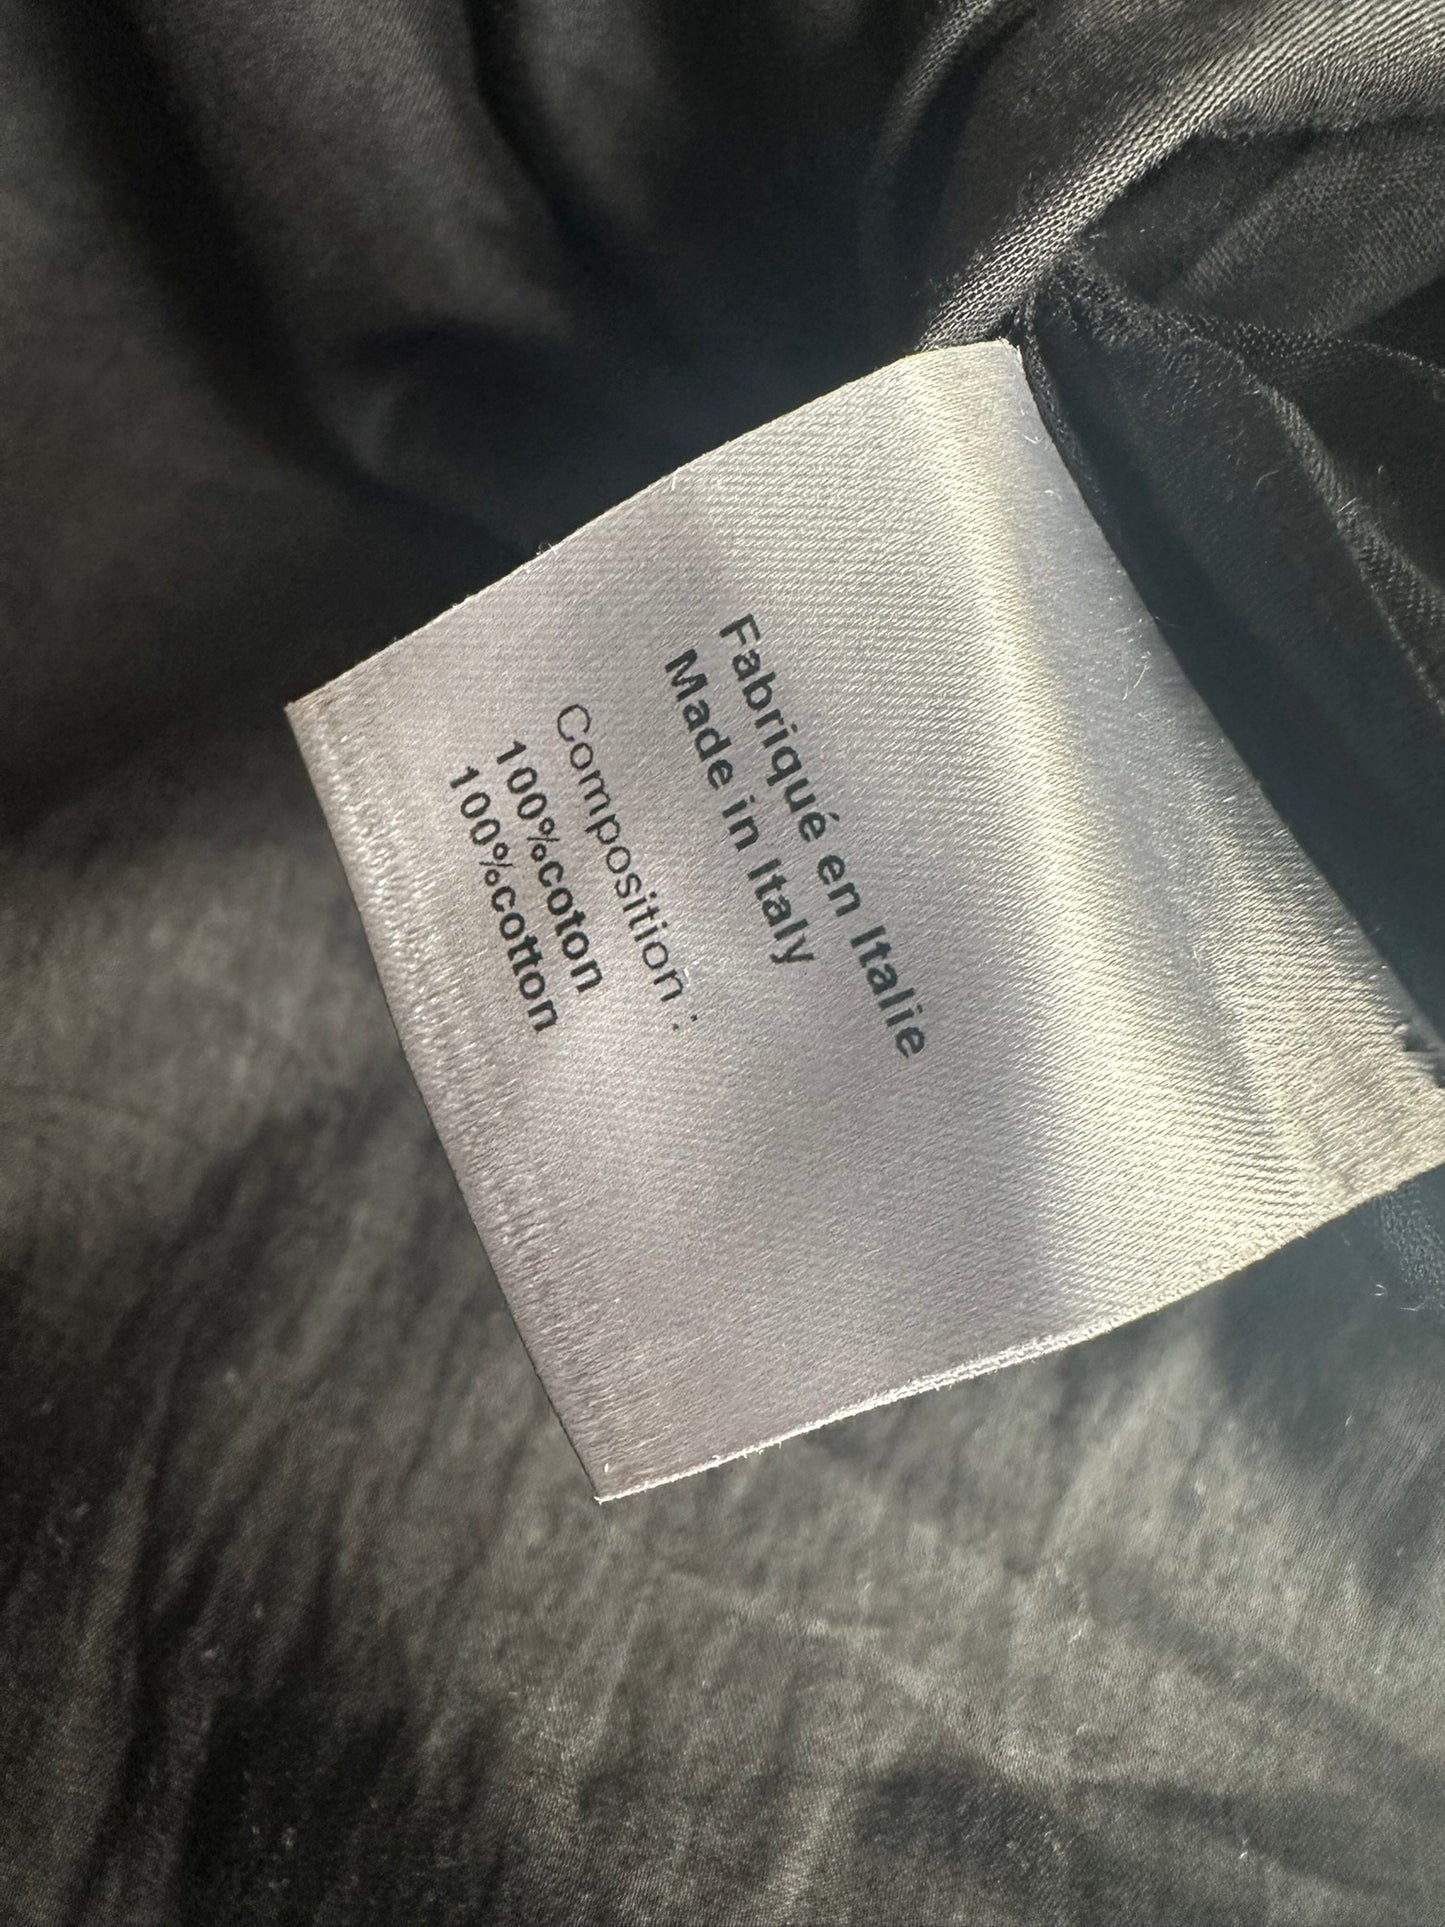 Fabriqué en Italie
Made in Italy
Composition :
100%coton
100%cotton